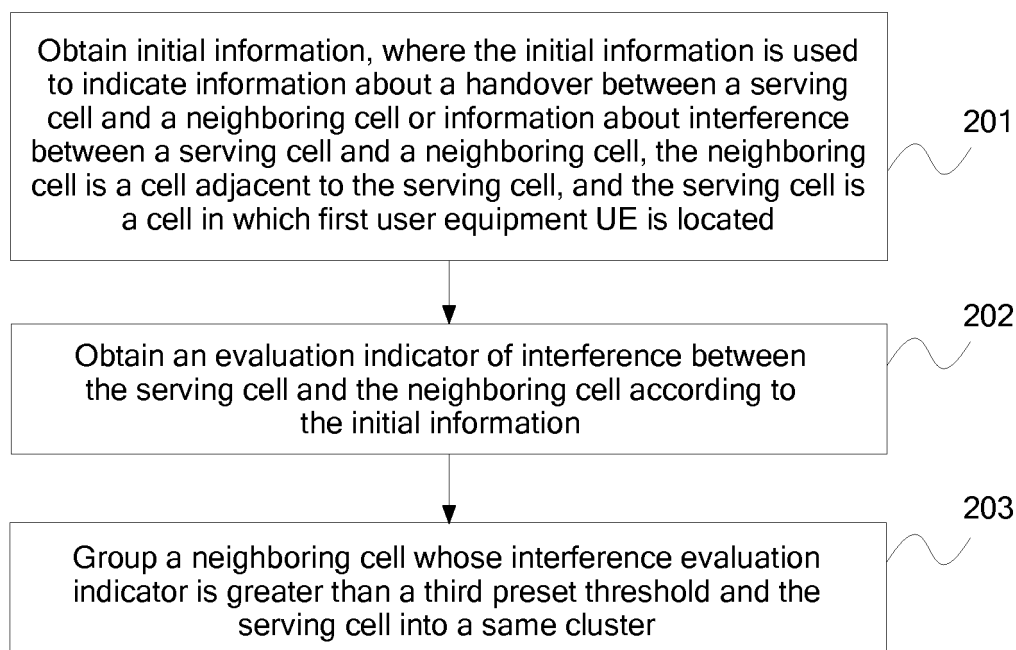 Obtain initial information, where the initial information is used
to indicate information about a handover between a serving
cell and a neighboring cell or information about interference
between a serving cell and a neighboring cell, the neighboring
cell is a cell adjacent to the serving cell, and the serving cell is
a cell in which first user equipment UE is located
201
Obtain an evaluation indicator of interference between
the serving cell and the neighboring cell according to
the initial information
202
Group a neighboring cell whose interference evaluation
indicator is greater than a third preset threshold and the
serving cell into a same cluster
203